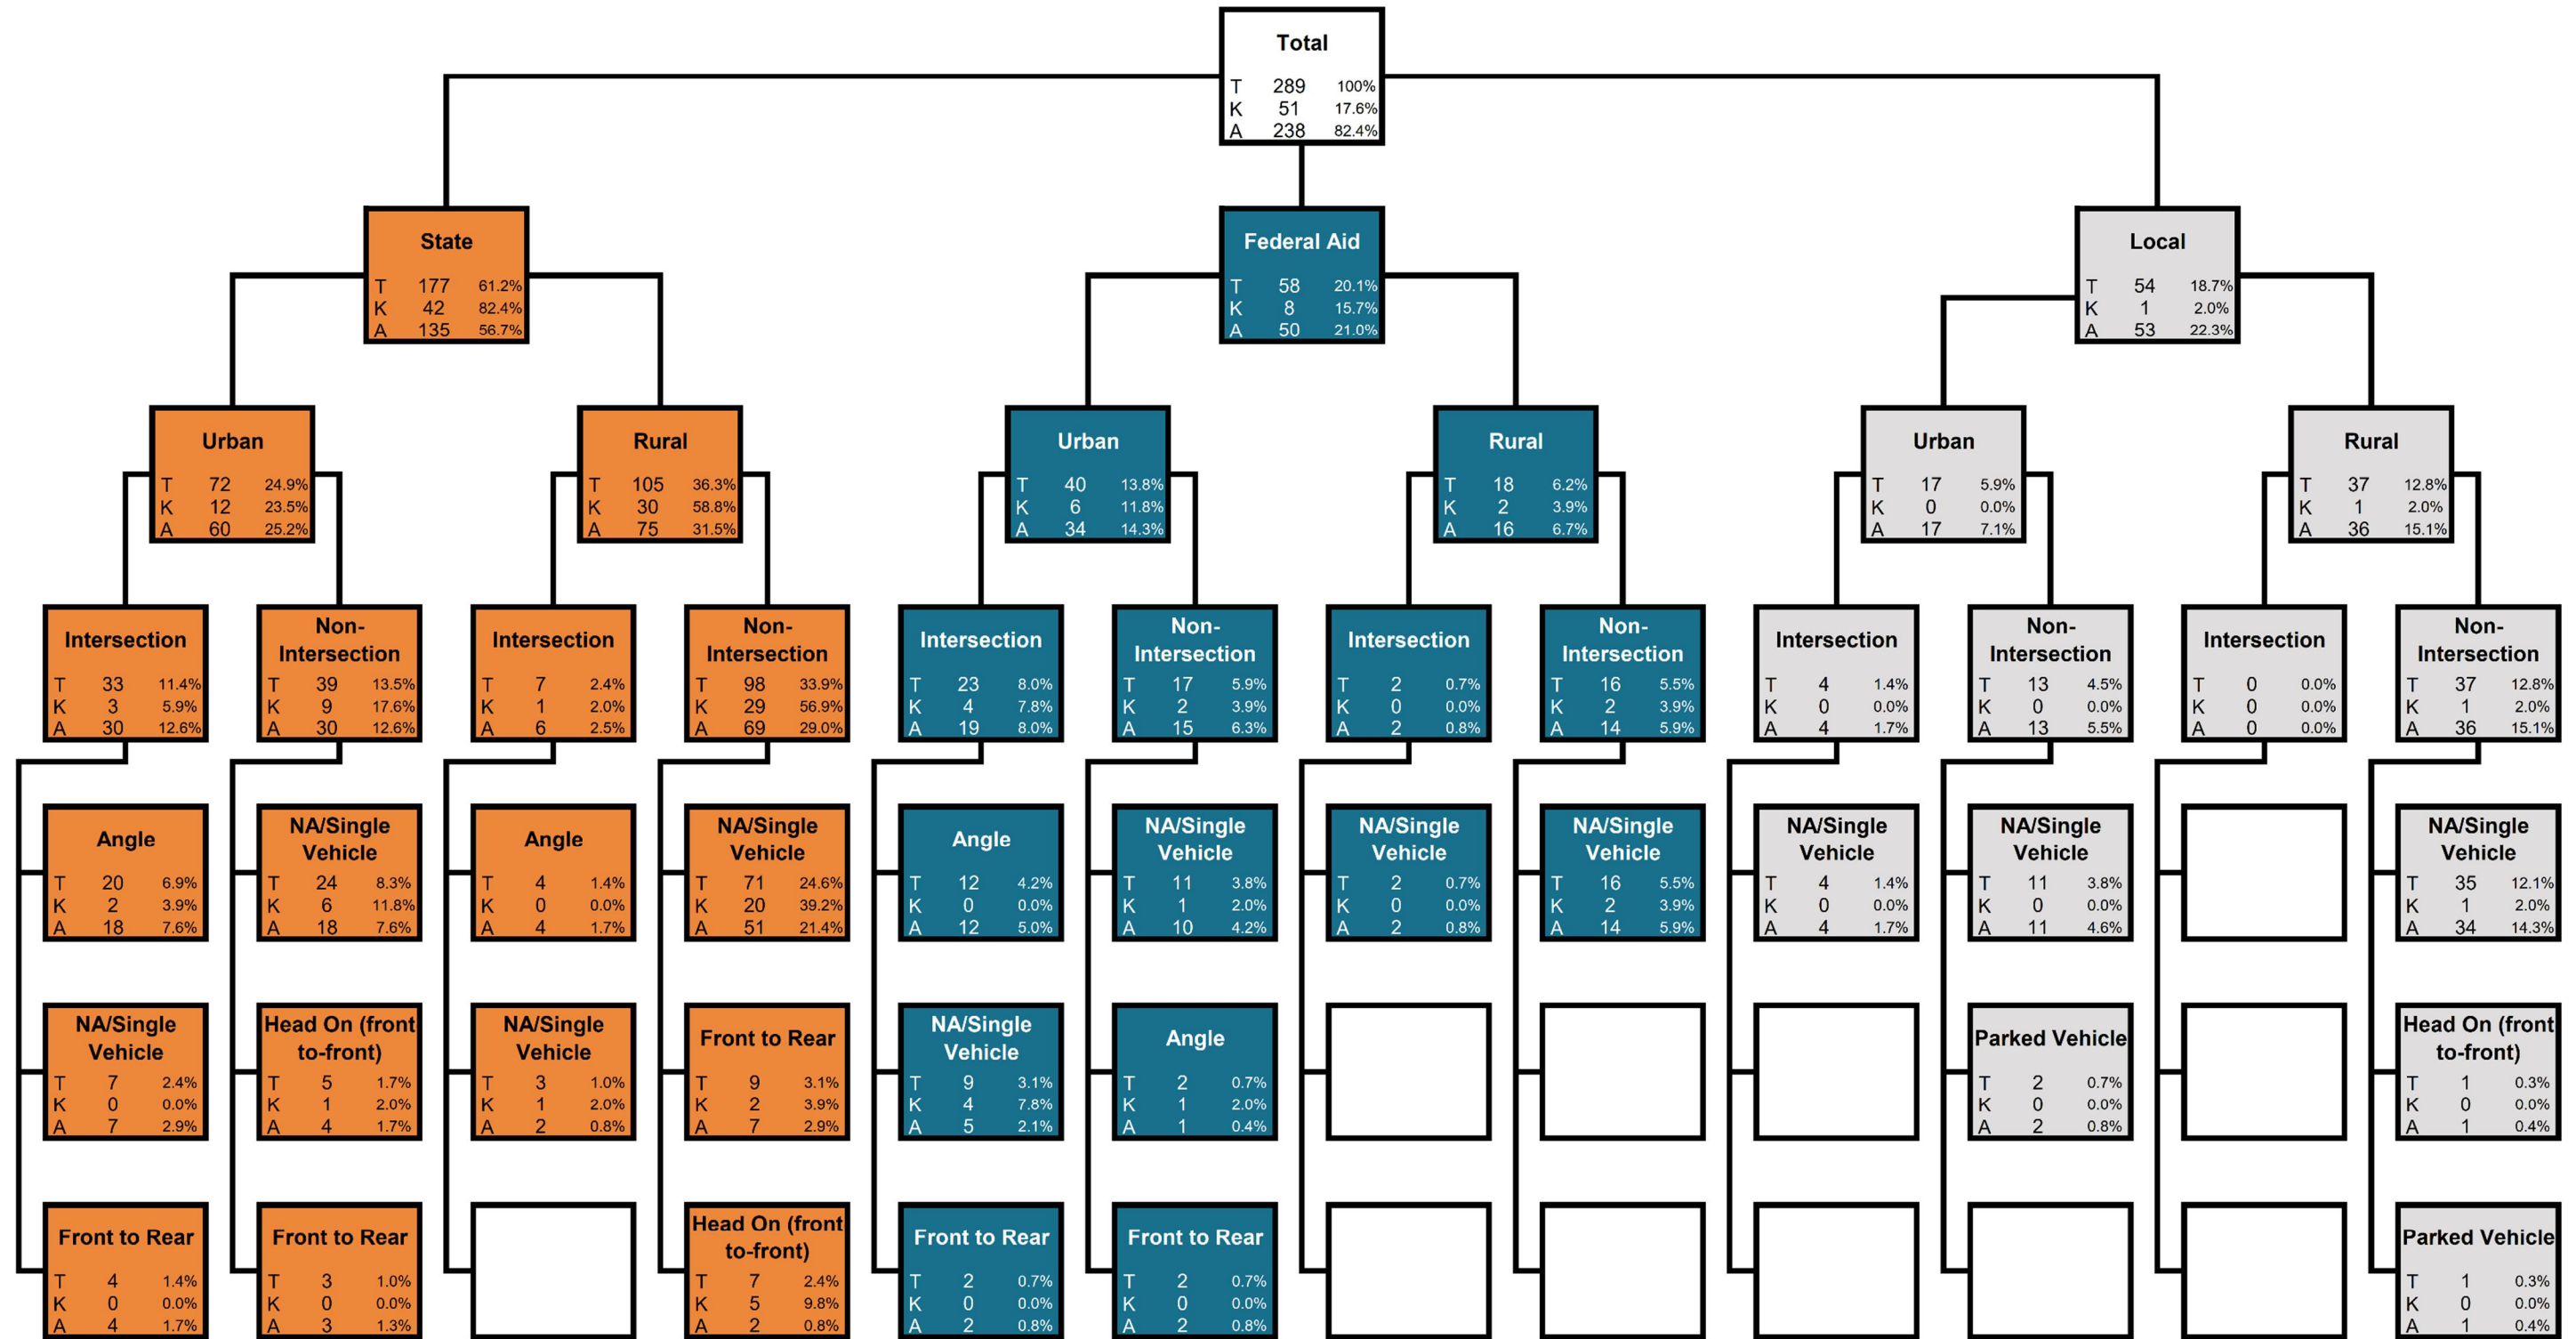 Total
T 289 100%
K 51 17.6%
A 238 82.4%
State
T 177 61.2%
K 42 82.4%
A 135 56.7%
Federal Aid
T 58 20.1%
K 8 15.7%
A 50 21.0%
Local
T 54 18.7%
K 1 2.0%
A 53 22.3%
Urban
T 72 24.9%
K 12 23.5%
A 60 25.2%
Rural
T 105 36.3%
K 30 58.8%
A 75 31.5%
Urban
T 40 13.8%
K 6 11.8%
A 34 14.3%
Rural
T 18 6.2%
K 2 3.9%
A 16 6.7%
Urban
T 17 5.9%
K 0 0.0%
A 17 7.1%
Rural
T 37 12.8%
K 1 2.0%
A 36 15.1%
Intersection
T 33 11.4%
K 3 5.9%
A 30 12.6%
Non-
Intersection
T 39 13.5%
K 9 17.6%
A 30 12.6%
Intersection
T 7 2.4%
K 1 2.0%
A 6 2.5%
Non-
Intersection
T 98 33.9%
K 29 56.9%
A 69 29.0%
Intersection
T 23 8.0%
K 4 7.8%
A 19 8.0%
Non-
Intersection
T 17 5.9%
K 2 3.9%
A 15 6.3%
Intersection
T 2 0.7%
K 0 0.0%
A 2 0.8%
Non-
Intersection
T 16 5.5%
K 2 3.9%
A 14 5.9%
Intersection
T 4 1.4%
K 0 0.0%
A 4 1.7%
Non-
Intersection
T 13 4.5%
K 0 0.0%
A 13 5.5%
Intersection
T 0 0.0%
K 0 0.0%
A 0 0.0%
Non-
Intersection
T 37 12.8%
K 1 2.0%
A 36 15.1%
Angle
T 20 6.9%
K 2 3.9%
A 18 7.6%
NA/Single
Vehicle
T 24 8.3%
K 6 11.8%
A 18 7.6%
Angle
T 4 1.4%
K 0 0.0%
A 4 1.7%
NA/Single
Vehicle
T 71 24.6%
K 20 39.2%
A 51 21.4%
Angle
T 12 4.2%
K 0 0.0%
A 12 5.0%
NA/Single
Vehicle
T 11 3.8%
K 1 2.0%
A 10 4.2%
NA/Single
Vehicle
T 2 0.7%
K 0 0.0%
A 2 0.8%
NA/Single
Vehicle
T 16 5.5%
K 2 3.9%
A 14 5.9%
NA/Single
Vehicle
T 4 1.4%
K 0 0.0%
A 4 1.7%
NA/Single
Vehicle
T 11 3.8%
K 0 0.0%
A 11 4.6%
NA/Single
Vehicle
T 35 12.1%
K 1 2.0%
A 34 14.3%
NA/Single
Vehicle
T 7 2.4%
K 0 0.0%
A 7 2.9%
Head On (front
to-front)
T 5 1.7%
K 1 2.0%
A 4 1.7%
NA/Single
Vehicle
T 3 1.0%
K 1 2.0%
A 2 0.8%
Front to Rear
T 9 3.1%
K 2 3.9%
A 7 2.9%
NA/Single
Vehicle
T 9 3.1%
K 4 7.8%
A 5 2.1%
Angle
T 2 0.7%
K 1 2.0%
A 1 0.4%
Parked Vehicle
T 2 0.7%
K 0 0.0%
A 2 0.8%
Head On (front
to-front)
T 1 0.3%
K 0 0.0%
A 1 0.4%
Front to Rear
T 4 1.4%
K 0 0.0%
A 4 1.7%
Front to Rear
T 3 1.0%
K 0 0.0%
A 3 1.3%
Head On (front
to-front)
T 7 2.4%
K 5 9.8%
A 2 0.8%
Front to Rear
T 2 0.7%
K 0 0.0%
A 2 0.8%
Front to Rear
T 2 0.7%
K 0 0.0%
A 2 0.8%
Parked Vehicle
T 1 0.3%
K 0 0.0%
A 1 0.4%